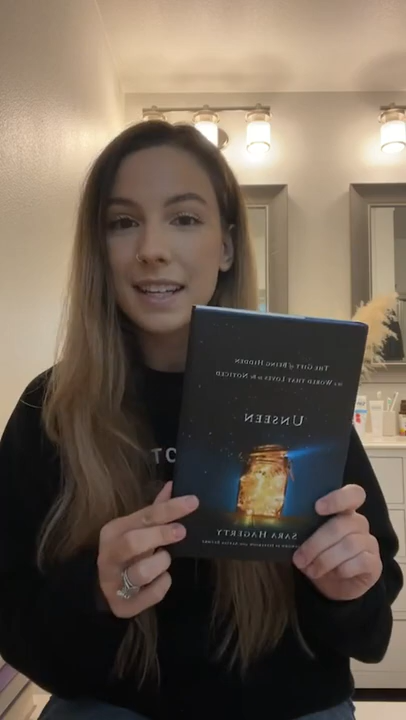 THE GIFT of BEING HIDDEN
in a WORLD THAT LOVES to Be NOTICED
UNSEEN
SARA HAGERTY